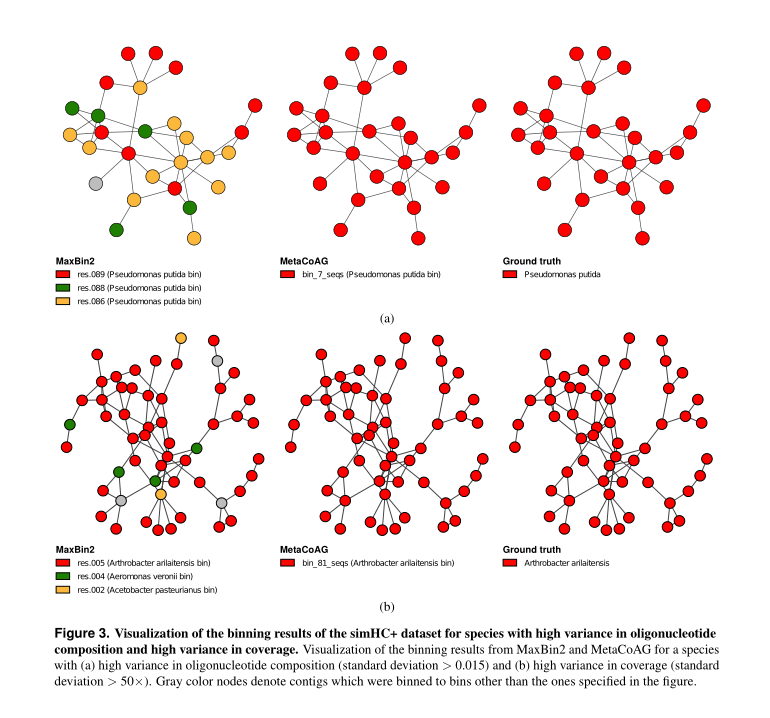 MaxBin2
res.089 (Pseudomonas putida bin)
res.088 (Pseudomonas putida bin)
res.086 (Pseudomonas putida bin)
MetaCoAG
bin_7_seqs (Pseudomonas putida bin)
Ground truth
Pseudomonas putida
(a)
MaxBin2
res.005 (Arthrobacter arilaitensis bin)
res.004 (Aeromonas veronii bin)
res.002 (Acetobacter pasteurianus bin)
MetaCoAG
bin_81_seqs (Arthrobacter arilaitensis bin)
Ground truth
Arthrobacter arilaitensis
(b)
Figure 3. Visualization of the binning results of the simHC+ dataset for species with high variance in oligonucleotide
composition and high variance in coverage. Visualization of the binning results from MaxBin2 and MetaCoAG for a species
with (a) high variance in oligonucleotide composition (standard deviation > 0.015) and (b) high variance in coverage (standard
deviation > 50×). Gray color nodes denote contigs which were binned to bins other than the ones specified in the figure.